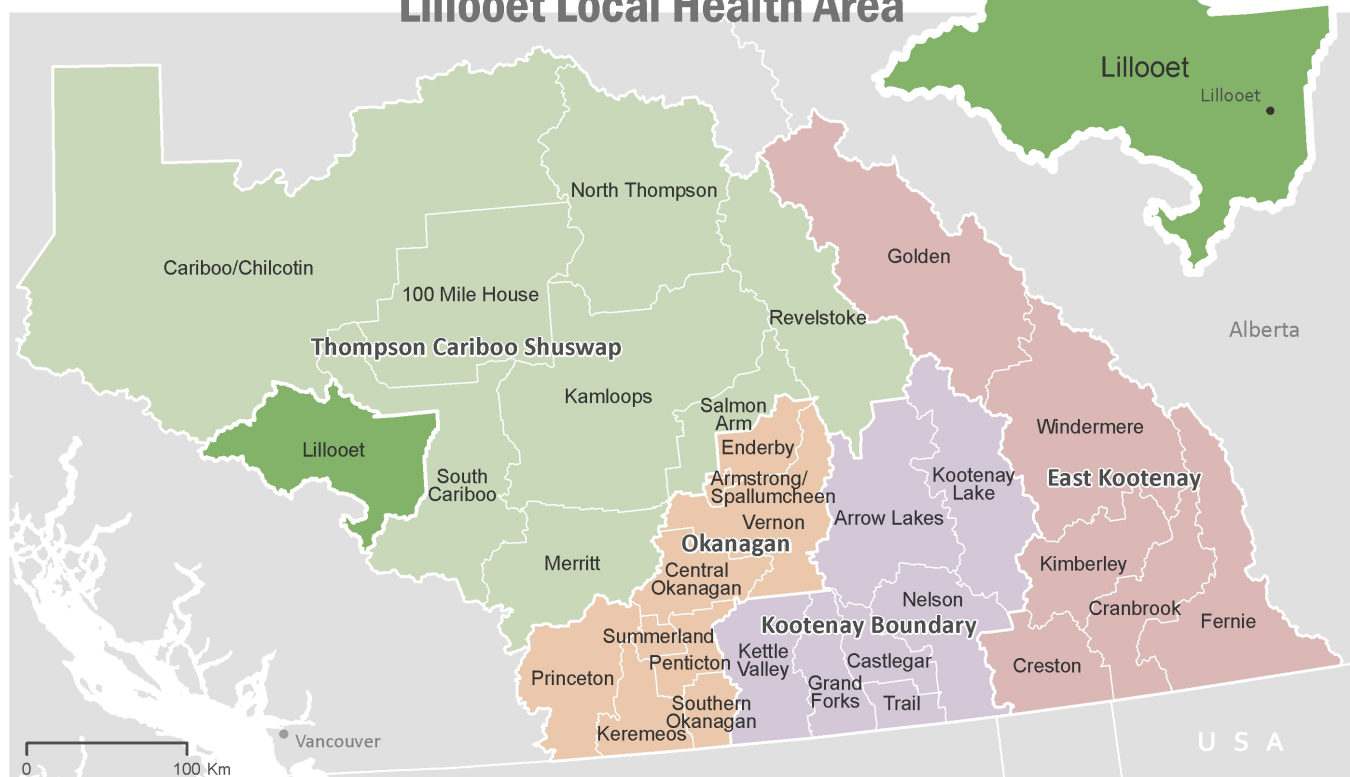 Lillooet Local Health Area
Lillooet
Lillooet
North Thompson
Golden
Cariboo/Chilcotin
100 Mile House
Revelstoke
Alberta
Thompson Cariboo Shuswap
Kamloops
Salmon
Arm
Windermere
Lillooet
Enderby
South
Cariboo
Armstrong/
Spallumcheen
Kootenay
Lake
East Kootenay
Arrow Lakes
Vernon
Okanagan
Merritt
Central
Okanagan
Kimberley
Nelson
Cranbrook
Fernie
Kootenay Boundary
Summerland
Kettle
Valley
Penticton
Castlegar
Creston
Princeton
Grand
Forks
Trail
Southern
Okanagan
Keremeos
Vancouver
USA
0 100 Km